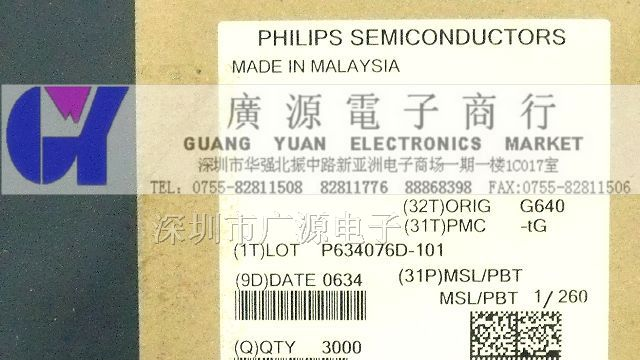 PHILIPS SEMICONDUCTORS
MADE IN MALAYSIA
GY
廣源電子商行
GUANG YUAN ELECTRONICS MARKET
深圳市华强北振中路新亚洲电子商场一期一楼1C017室
TEL: 0755-82811508 82811776 88868398 FAX:0755-82811506
(32T)ORIG G640
(31T)PMC -tG
深圳市广源电子
(1T)LOT P634076D-101
(9D)DATE 0634 (31P)MSL/PBT
MSL/PBT 1/260
(Q)QTY 3000